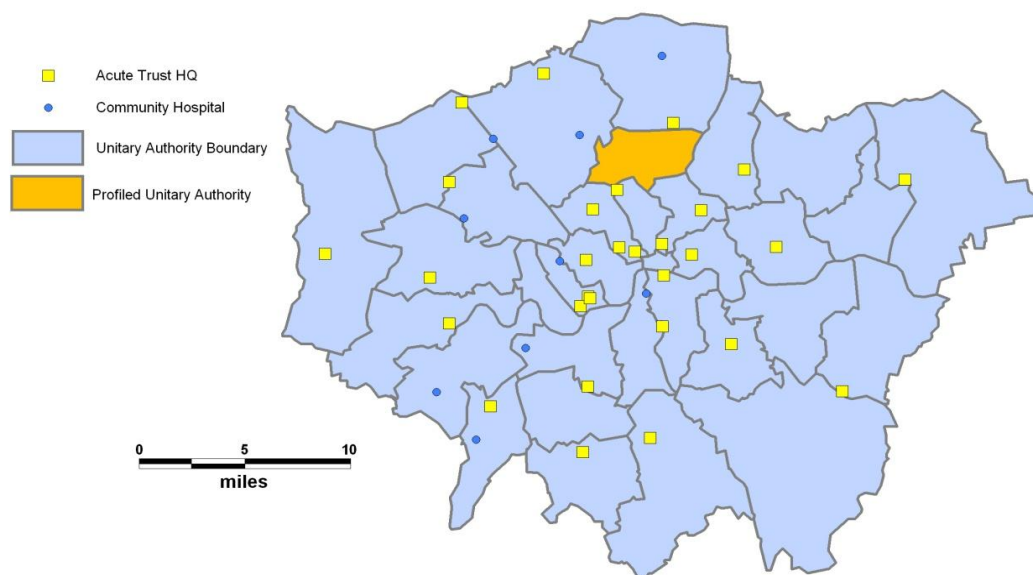 Acute Trust HQ
Community Hospital
Unitary Authority Boundary
Profiled Unitary Authority
0 5 10
miles